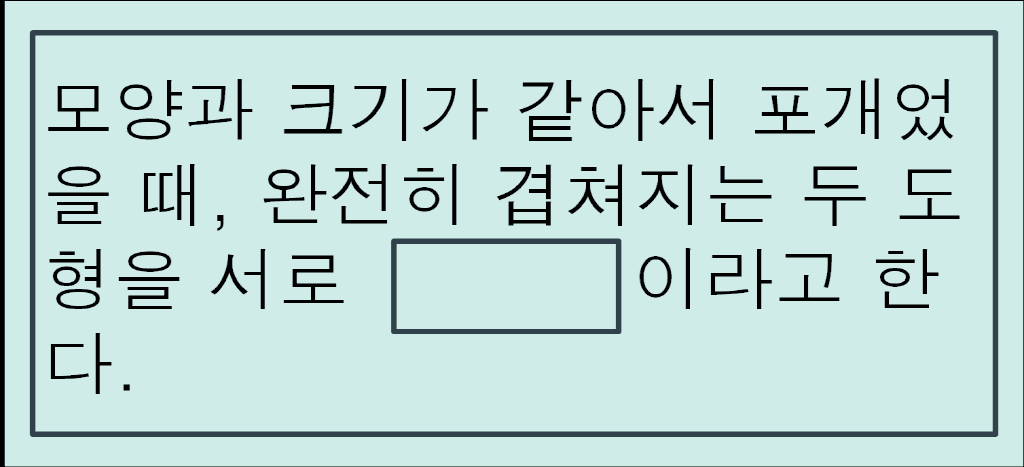 모양과 크기가 같아서 포개었
을 때, 완전히 겹쳐지는 두 도
형을 서로 이라고 한
다.